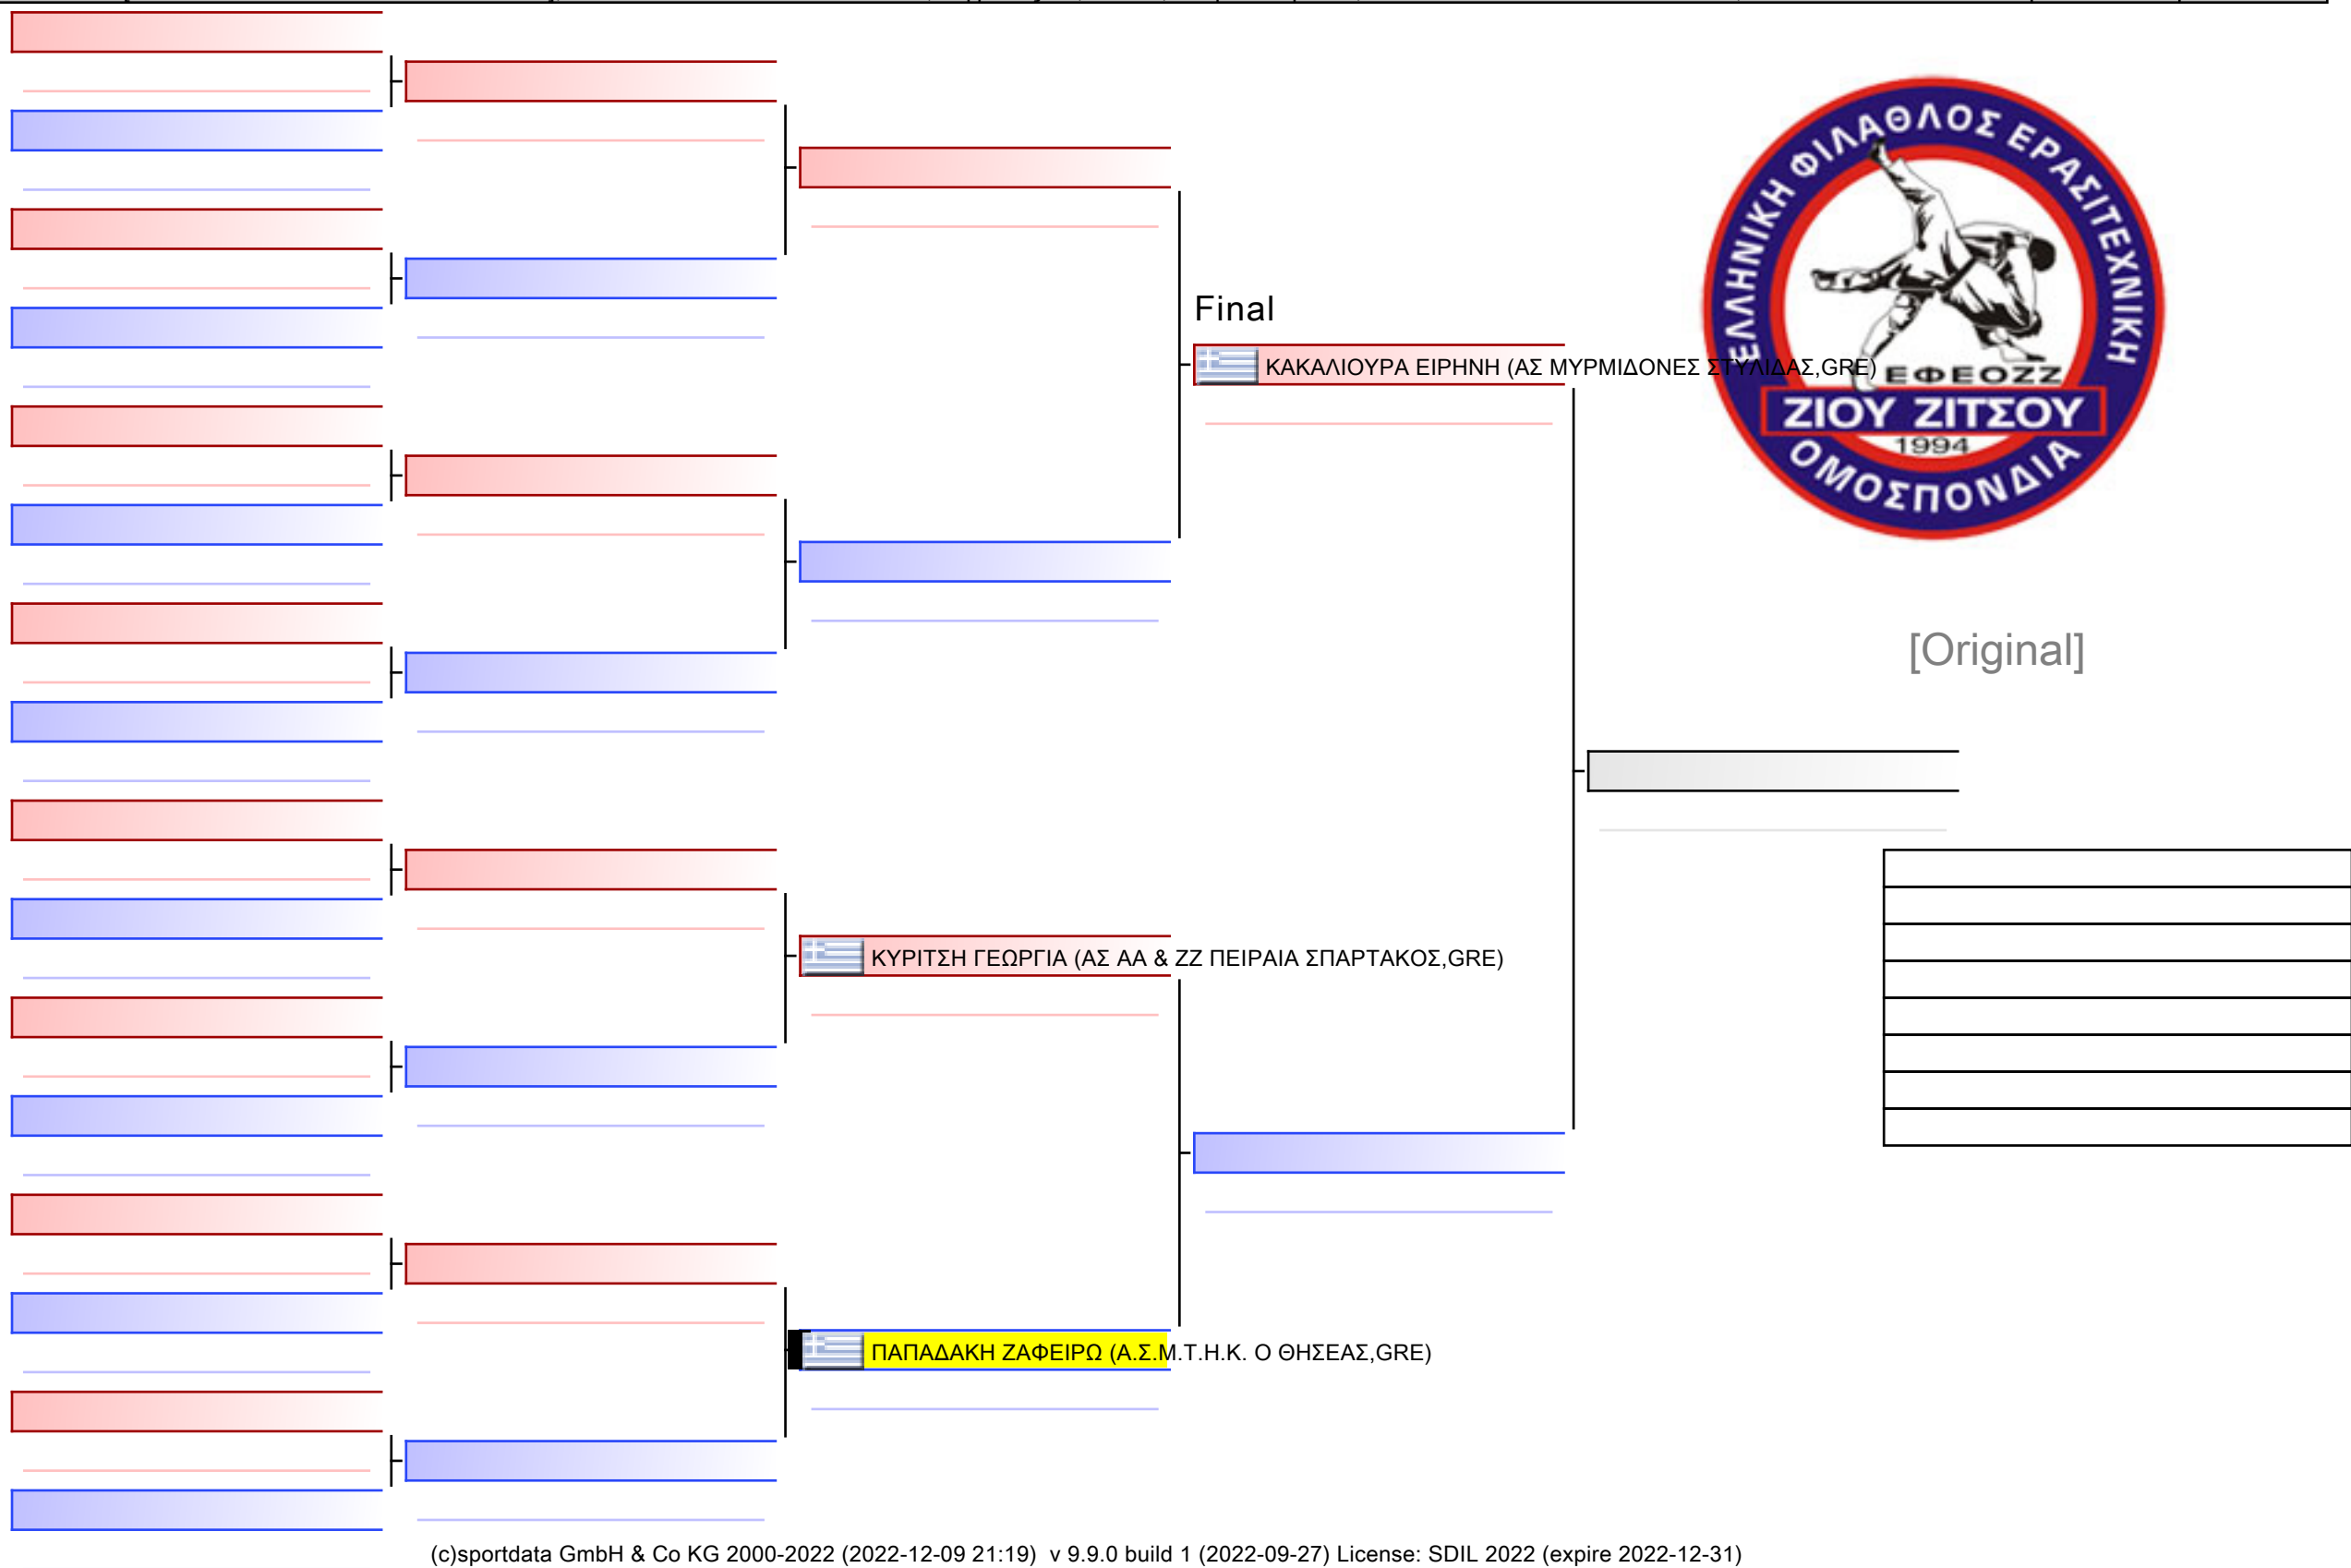 ΕΛΛΗΝΙΚΗ ΦΙΛΑΘΛΟΣ ΕΡΑΣΙΤΕΧΝΙΚΗ
Final
ΚΑΚΑΛΙΟΥΡΑ ΕΙΡΗΝΗ (ΑΣ ΜΥΡΜΙΔΟΝΕΣ ΣΤΥΛΙΔΑΣ,GRE)
ΕΦΕΟΖΖ
ΖΙΟΥ ΖΙΤΣΟΥ
1994
ΟΜΟΣΠΟΝΔΙΑ
[Original]
ΚΥΡΙΤΣΗ ΓΕΩΡΓΙΑ (ΑΣ ΑΑ & ΖΖ ΠΕΙΡΑΙΑ ΣΠΑΡΤΑΚΟΣ,GRE)
ΠΑΠΑΔΑΚΗ ΖΑΦΕΙΡΩ (Α.Σ.Μ.Τ.Η.Κ. Ο ΘΗΣΕΑΣ,GRE)
(c)sportdata GmbH & Co KG 2000-2022 (2022-12-09 21:19) v 9.9.0 build 1 (2022-09-27) License: SDIL 2022 (expire 2022-12-31)